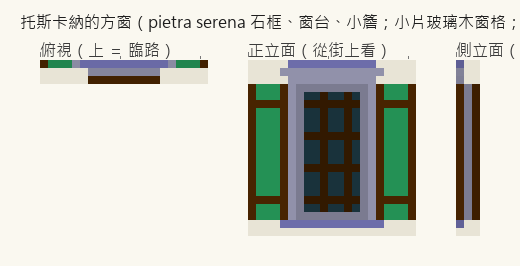 托斯卡納的方窗（pietra serena 石框、窗台、小簷；小片玻璃木窗格；
俯視（上 = 臨路）
正立面（從街上看）
側立面（